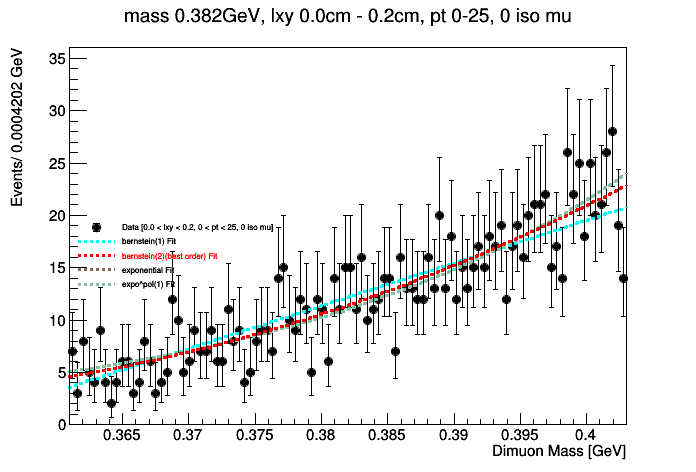 mass 0.382GeV, lxy 0.0cm - 0.2cm, pt 0-25, 0 iso mu
Events/ 0.0004202 GeV
35
30
25
20
15
10
5
0
Data [0.0 < lxy < 0.2, 0 < pt < 25, 0 iso mu]
bernstein(1) Fit
bernstein(2)(best order) Fit
exponential Fit
expo^pol(1) Fit
0.365 0.37 0.375 0.38 0.385 0.39 0.395 0.4
Dimuon Mass [GeV]